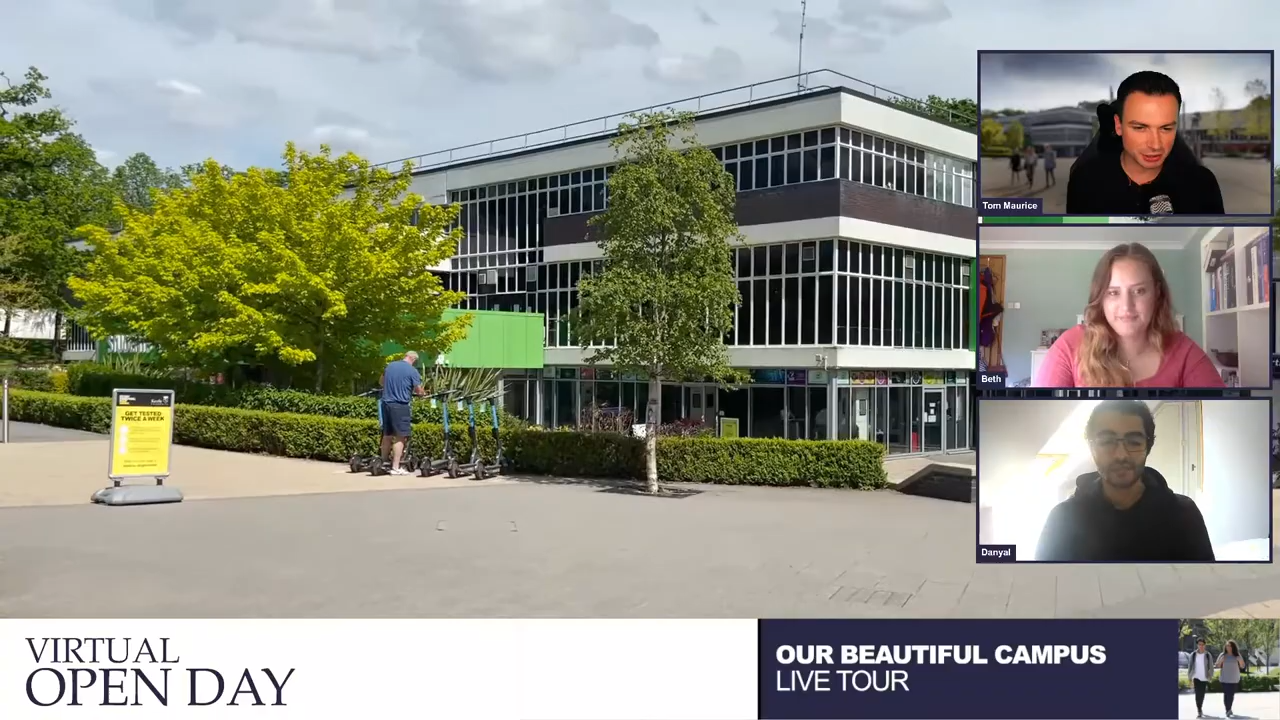 Tom Maurice
Beth
GET TESTED
TWICE A WEEK
Danyal
VIRTUAL
OPEN DAY
OUR BEAUTIFUL CAMPUS
LIVE TOUR